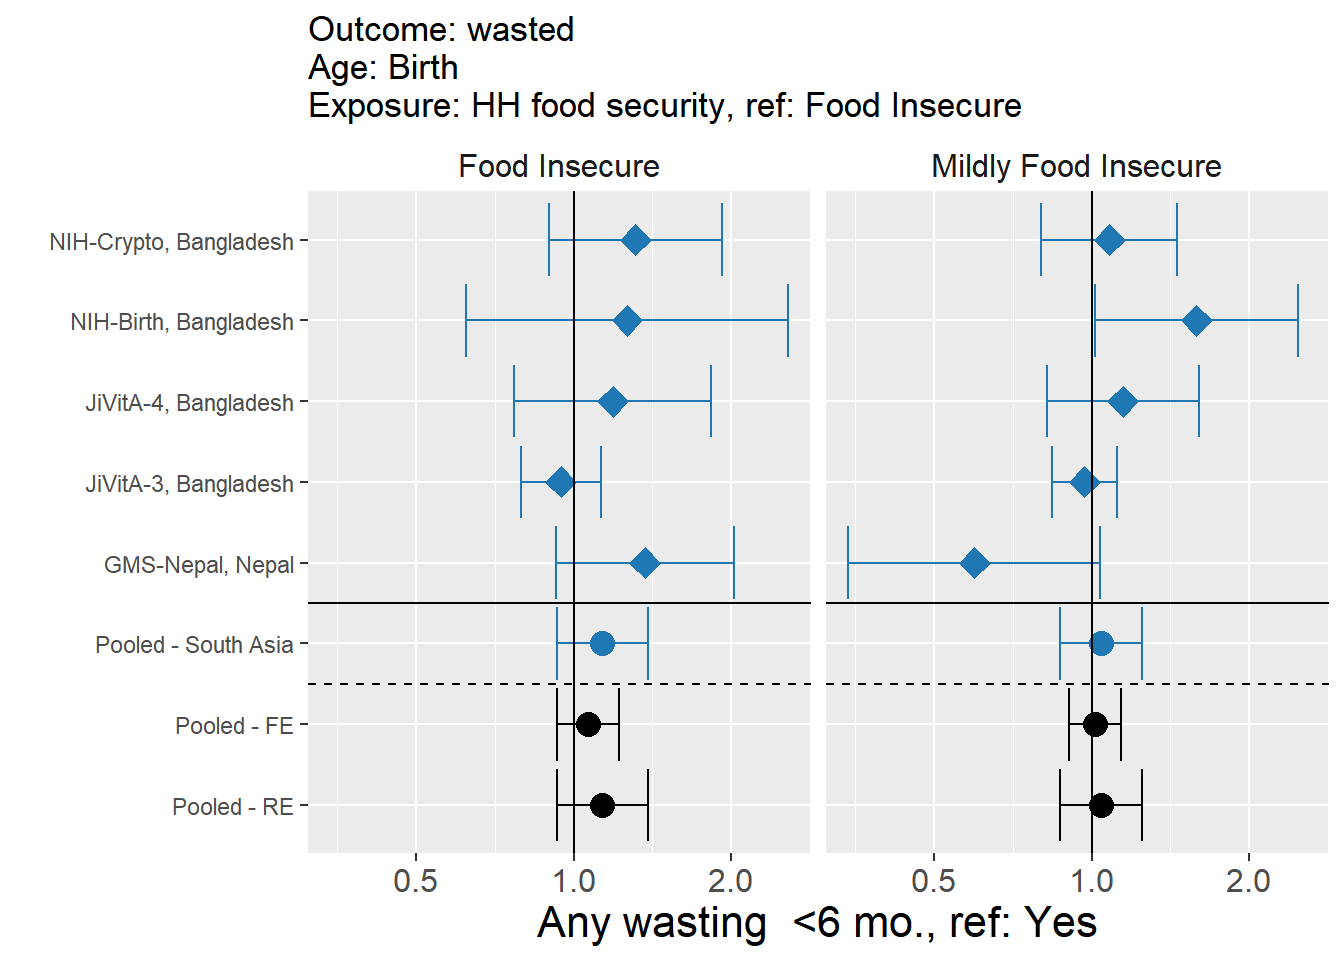 Outcome: wasted
Age: Birth
Exposure: HH food security, ref: Food Insecure
Food Insecure
Mildly Food Insecure
NIH-Crypto, Bangladesh
NIH-Birth, Bangladesh
JiVitA-4, Bangladesh
JiVitA-3, Bangladesh
GMS-Nepal, Nepal
Pooled - South Asia
Pooled - FE
Pooled - RE
0.5 1.0 2.0
0.5 1.0 2.0
Any wasting  <6 mo., ref: Yes